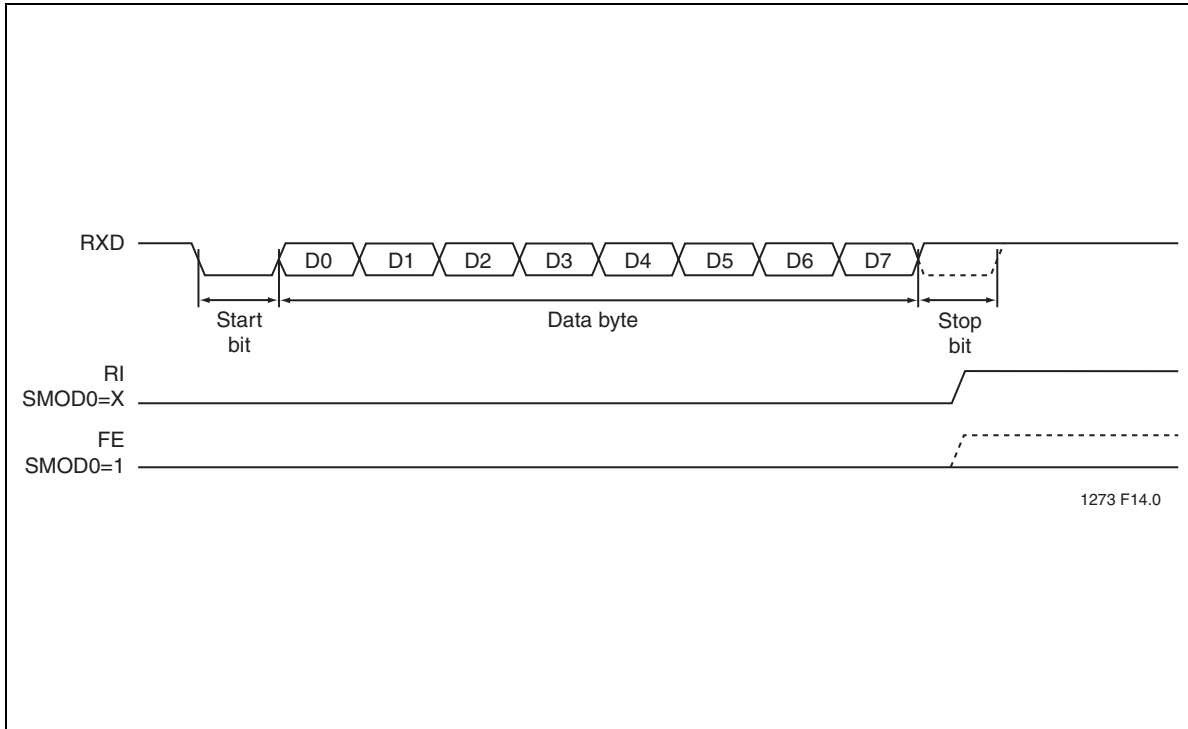 RXD
D0 D1 D2 D3 D4 D5 D6 D7
Start
bit
Data byte
Stop
bit
RI
SMOD0=X
FE
SMOD0=1
1273 F14.0